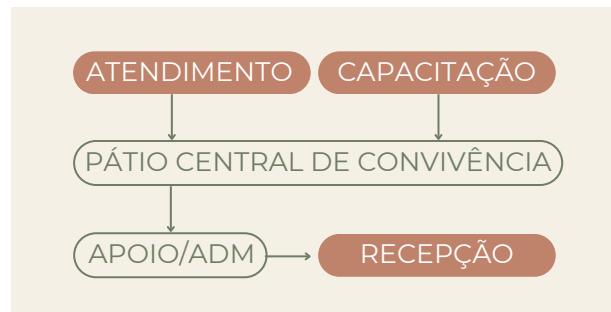 ATENDIMENTO
CAPACITAÇÃO
PÁTIO CENTRAL DE CONVIVÊNCIA
APOIO/ADM
RECEPÇÃO